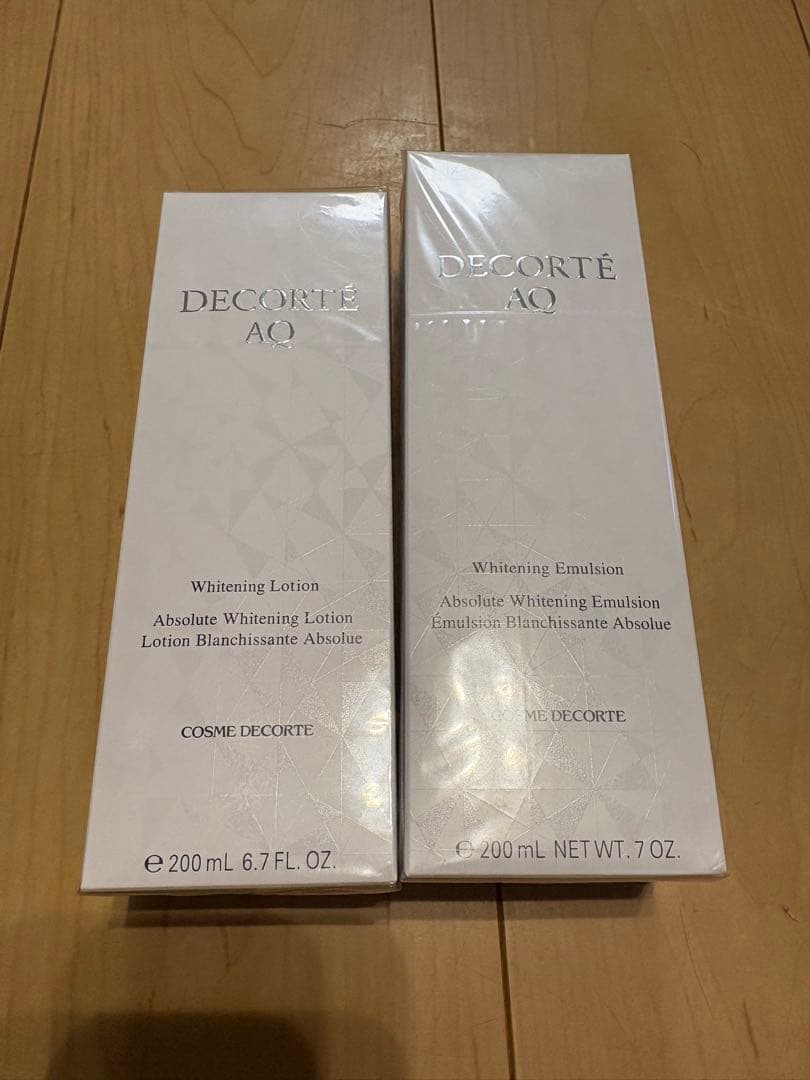 DECORTÉ
AQ
Whitening Lotion
Absolute Whitening Lotion
Lotion Blanchissante Absolue
COSME DECORTE
℮ 200 mL 6.7 FL. OZ.
DECORTÉ
AQ
Whitening Emulsion
Absolute Whitening Emulsion
Émulsion Blanchissante Absolue
COSME DECORTE
℮ 200 mL NET WT. 7 OZ.